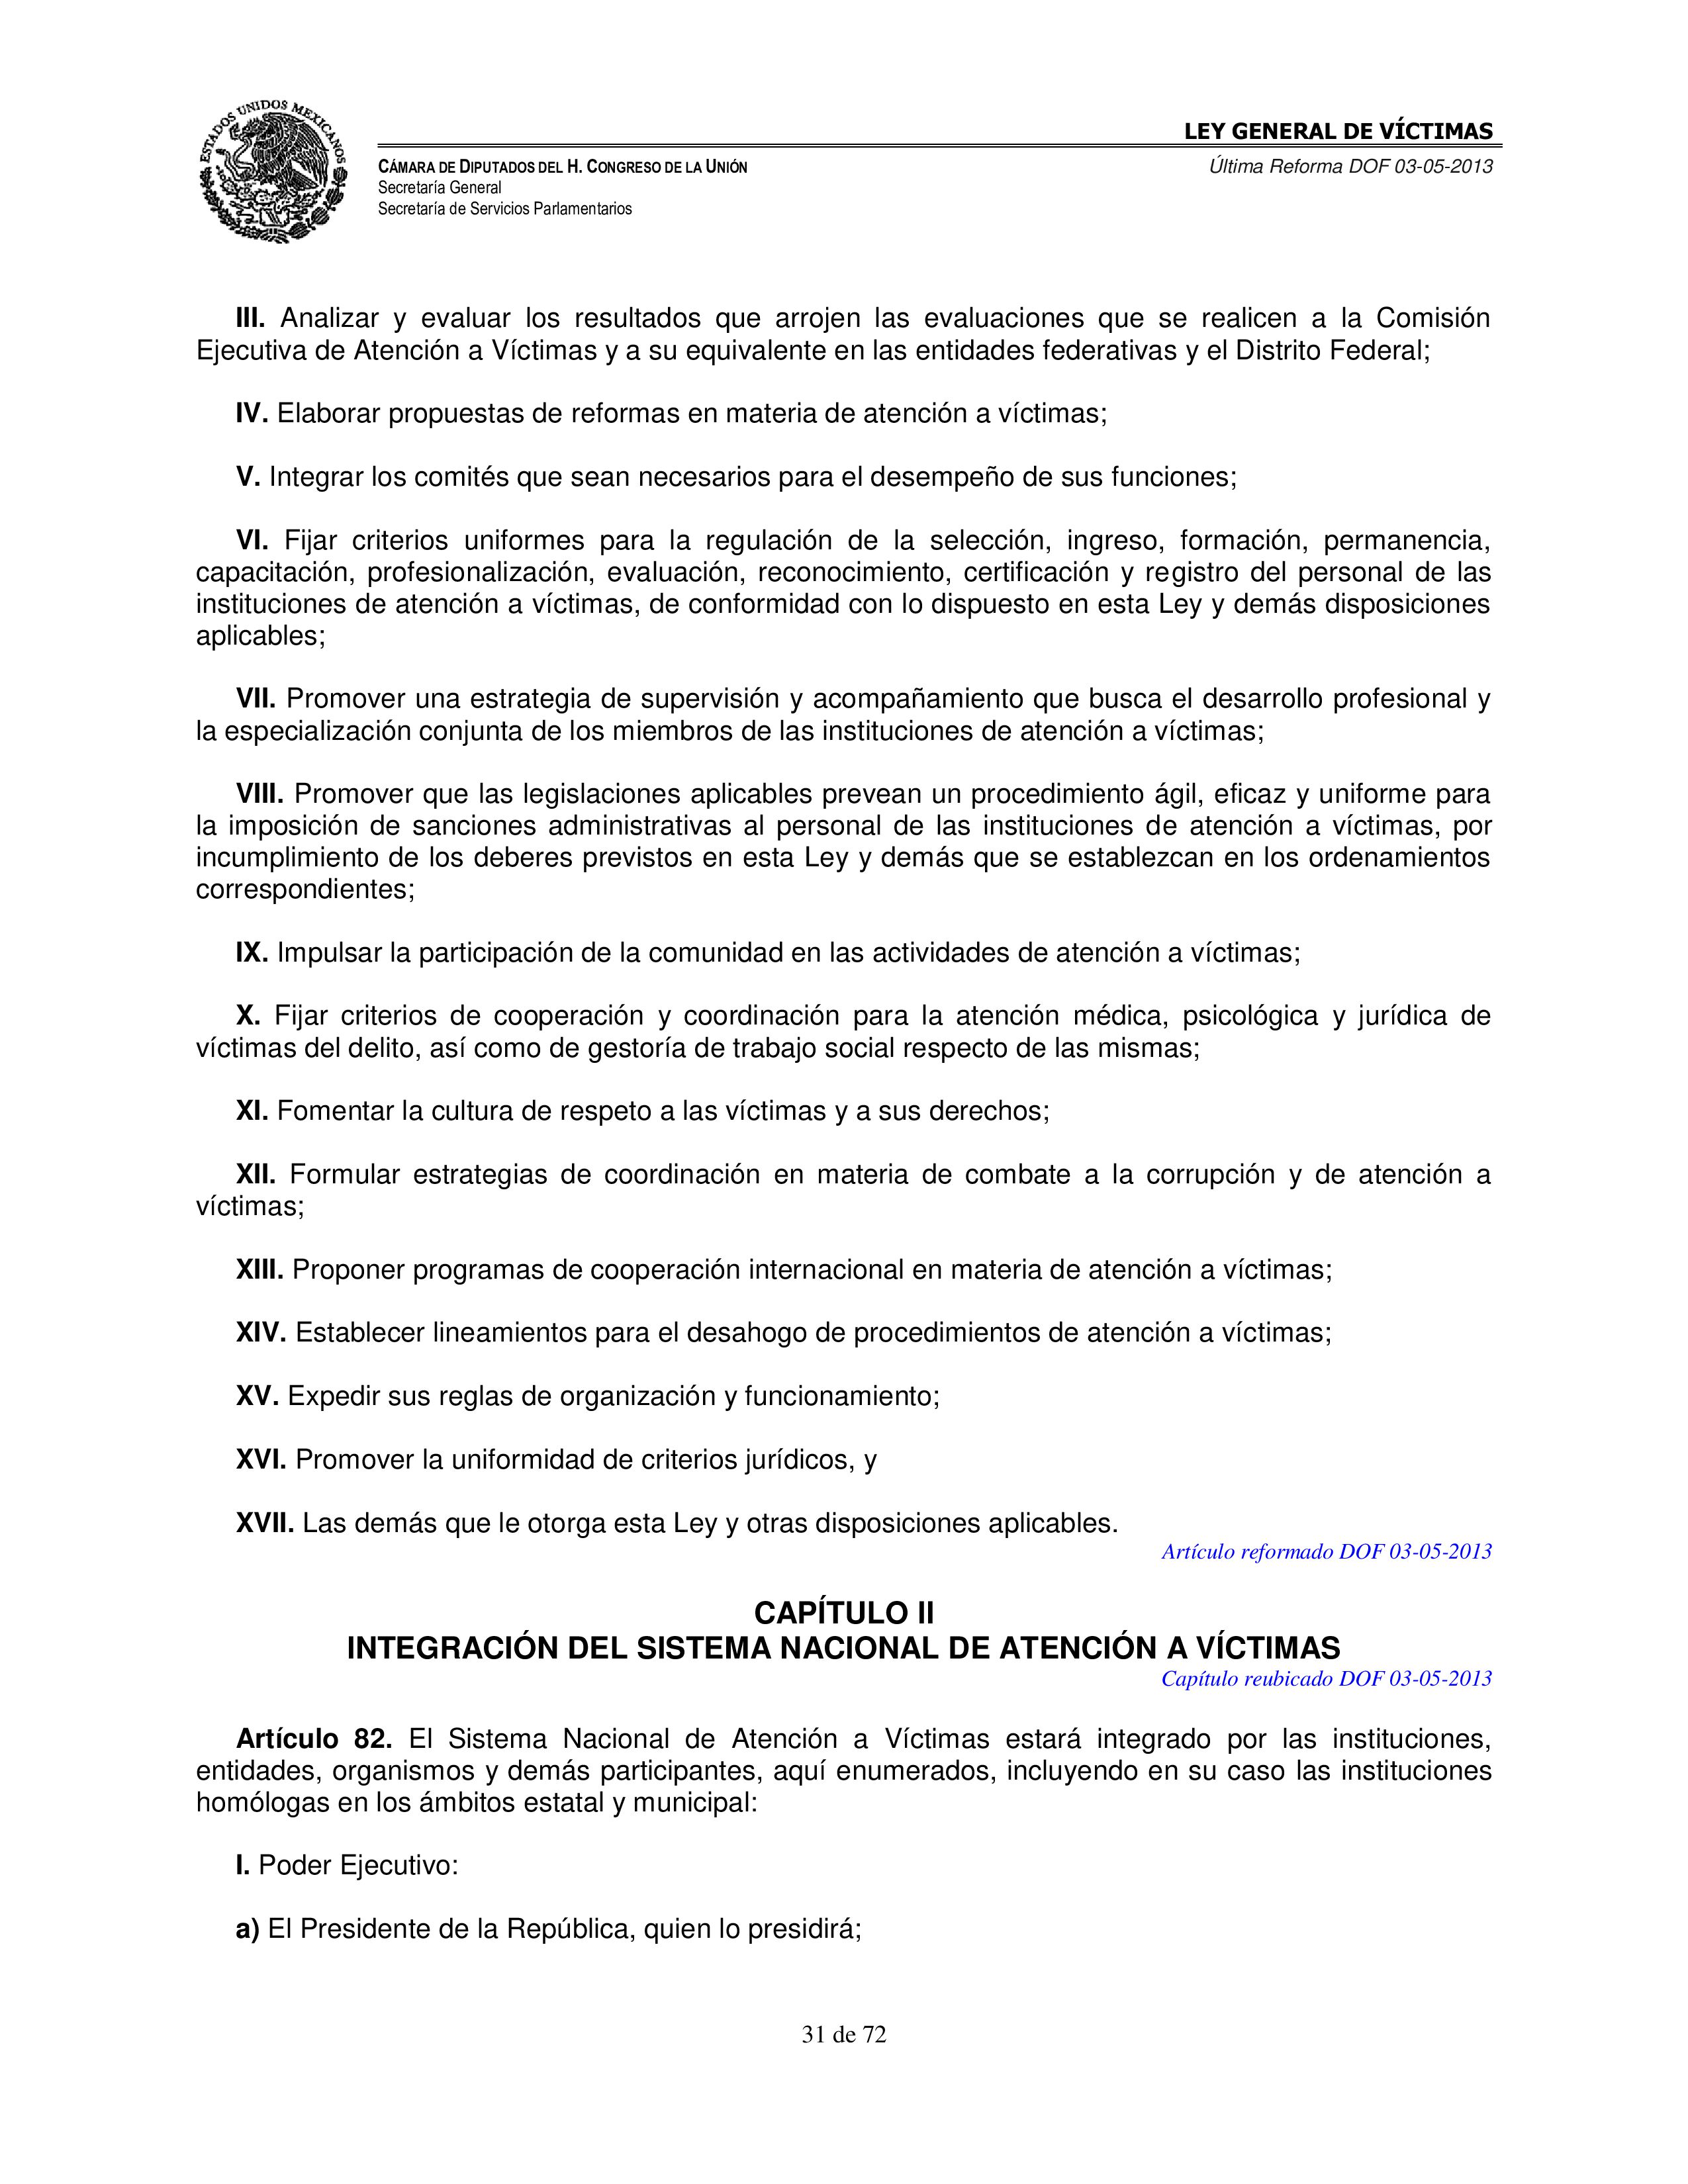 ESTADOS UNIDOS MEXICANOS
LEY GENERAL DE VÍCTIMAS
CÁMARA DE DIPUTADOS DEL H. CONGRESO DE LA UNIÓN
Última Reforma DOF 03-05-2013
Secretaría General
Secretaría de Servicios Parlamentarios
III. Analizar y evaluar los resultados que arrojen las evaluaciones que se realicen a la Comisión
Ejecutiva de Atención a Víctimas y a su equivalente en las entidades federativas y el Distrito Federal;
IV. Elaborar propuestas de reformas en materia de atención a víctimas;
V. Integrar los comités que sean necesarios para el desempeño de sus funciones;
VI. Fijar criterios uniformes para la regulación de la selección, ingreso, formación, permanencia,
capacitación, profesionalización, evaluación, reconocimiento, certificación y registro del personal de las
instituciones de atención a víctimas, de conformidad con lo dispuesto en esta Ley y demás disposiciones
aplicables;
VII. Promover una estrategia de supervisión y acompañamiento que busca el desarrollo profesional y
la especialización conjunta de los miembros de las instituciones de atención a víctimas;
VIII. Promover que las legislaciones aplicables prevean un procedimiento ágil, eficaz y uniforme para
la imposición de sanciones administrativas al personal de las instituciones de atención a víctimas, por
incumplimiento de los deberes previstos en esta Ley y demás que se establezcan en los ordenamientos
correspondientes;
IX. Impulsar la participación de la comunidad en las actividades de atención a víctimas;
X. Fijar criterios de cooperación y coordinación para la atención médica, psicológica y jurídica de
víctimas del delito, así como de gestoría de trabajo social respecto de las mismas;
XI. Fomentar la cultura de respeto a las víctimas y a sus derechos;
XII. Formular estrategias de coordinación en materia de combate a la corrupción y de atención a
víctimas;
XIII. Proponer programas de cooperación internacional en materia de atención a víctimas;
XIV. Establecer lineamientos para el desahogo de procedimientos de atención a víctimas;
XV. Expedir sus reglas de organización y funcionamiento;
XVI. Promover la uniformidad de criterios jurídicos, y
XVII. Las demás que le otorga esta Ley y otras disposiciones aplicables.
Artículo reformado DOF 03-05-2013
CAPÍTULO II
INTEGRACIÓN DEL SISTEMA NACIONAL DE ATENCIÓN A VÍCTIMAS
Capítulo reubicado DOF 03-05-2013
Artículo 82. El Sistema Nacional de Atención a Víctimas estará integrado por las instituciones,
entidades, organismos y demás participantes, aquí enumerados, incluyendo en su caso las instituciones
homólogas en los ámbitos estatal y municipal:
I. Poder Ejecutivo:
a) El Presidente de la República, quien lo presidirá;
31 de 72